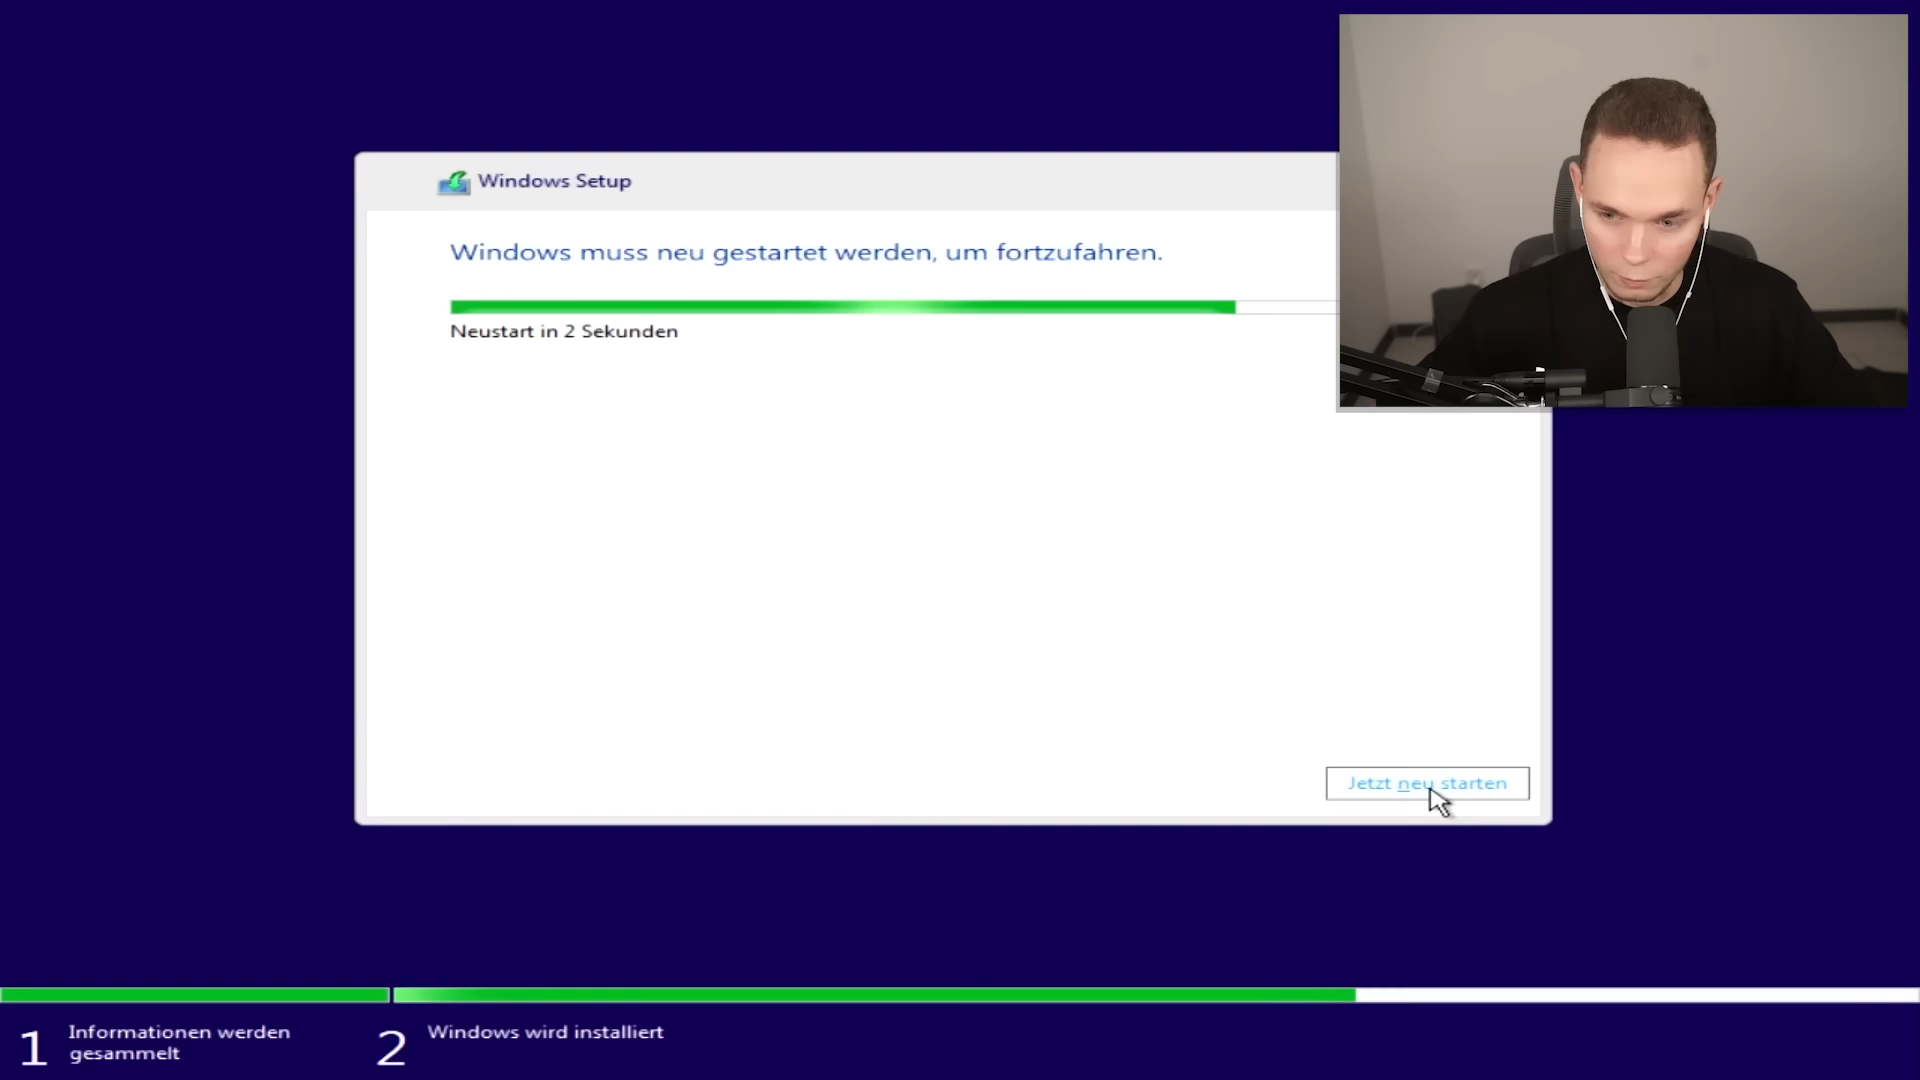 Windows Setup
Windows muss neu gestartet werden, um fortzufahren.
Neustart in 2 Sekunden
Jetzt neu starten
1 Informationen werden
gesammelt
2 Windows wird installiert